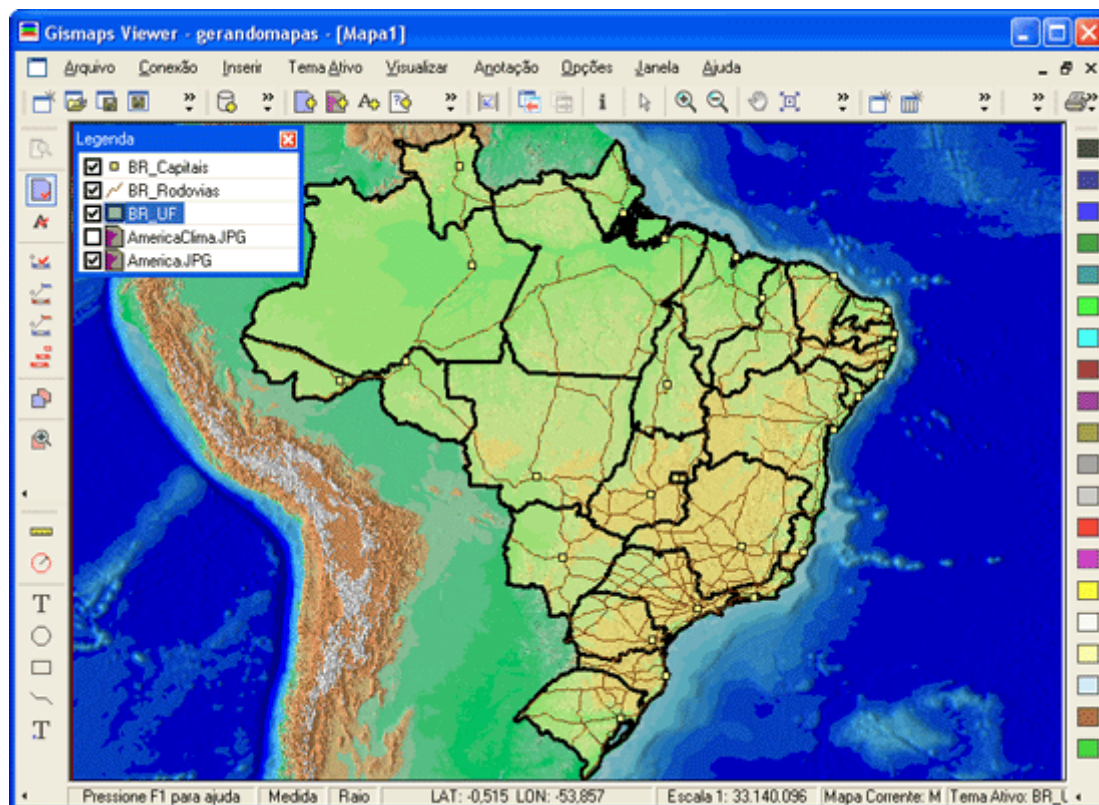 Gismaps Viewer - gerandomapas - [Mapa1]
Arquivo Conexão Inserir Tema Ativo Visualizar Anotação Opções Janela Ajuda
Legenda
BR_Capitais
BR_Rodovias
BR_UF
AmericaClima.JPG
America.JPG
Pressione F1 para ajuda Medida Raio LAT: -0,515 LON: -53,857 Escala 1: 33.140.096 Mapa Corrente: M Tema Ativo: BR_U